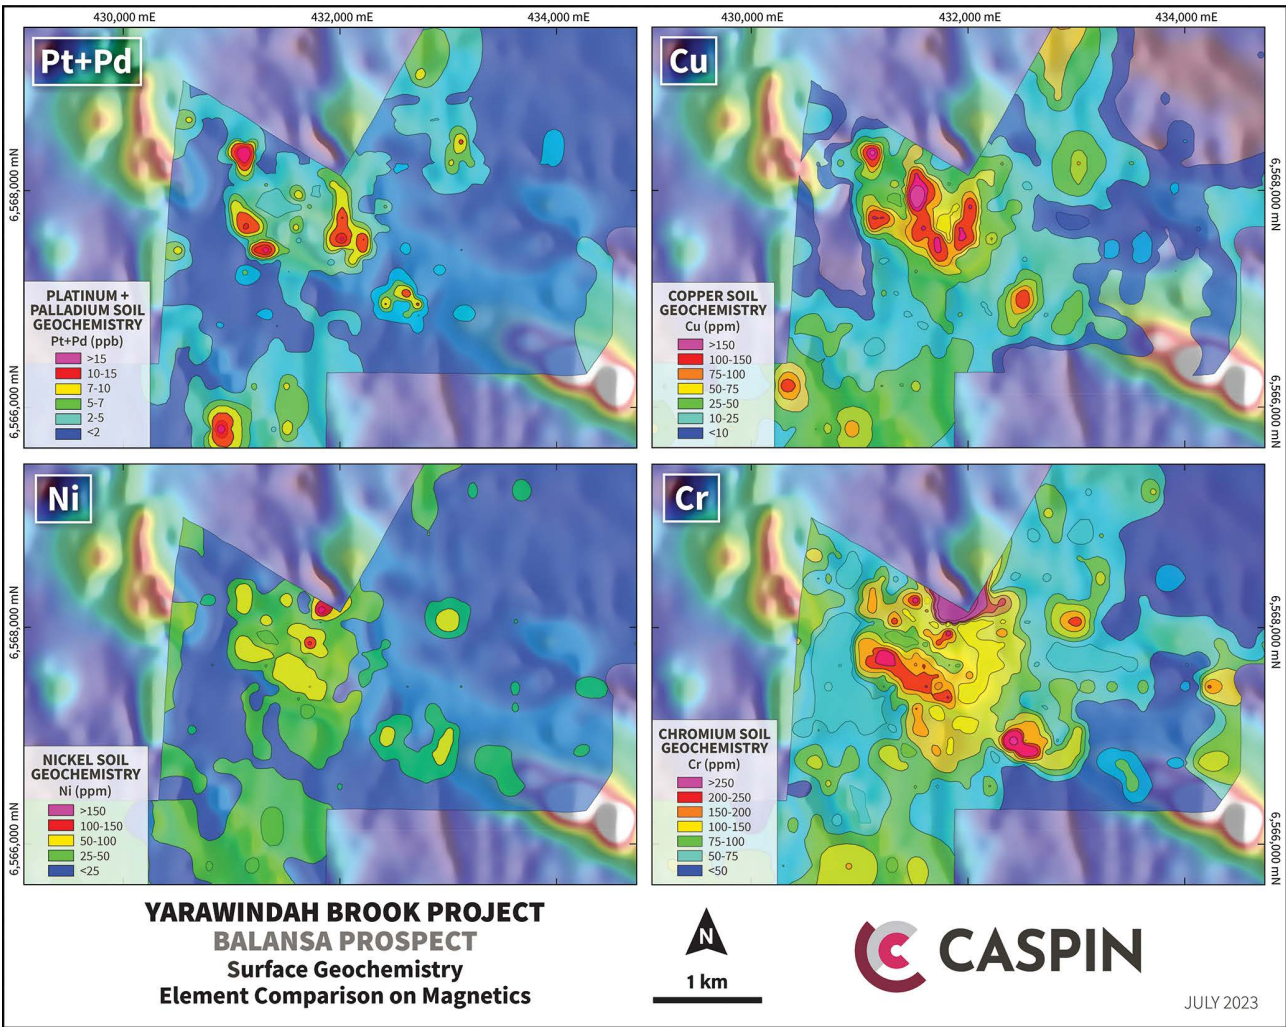 430,000 mE
432,000 mE
434,000 mE
430,000 mE
432,000 mE
434,000 mE
Pt+Pd
6,568,000 mN
6,566,000 mN
PLATINUM +
PALLADIUM SOIL
GEOCHEMISTRY
Pt+Pd (ppb)
>15
10-15
7-10
5-7
2-5
<2
Cu
6,568,000 mN
6,566,000 mN
COPPER SOIL
GEOCHEMISTRY
Cu (ppm)
>150
100-150
75-100
50-75
25-50
10-25
<10
Ni
6,568,000 mN
6,566,000 mN
NICKEL SOIL
GEOCHEMISTRY
Ni (ppm)
>150
100-150
50-100
25-50
<25
Cr
6,568,000 mN
6,566,000 mN
CHROMIUM SOIL
GEOCHEMISTRY
Cr (ppm)
>250
200-250
150-200
100-150
75-100
50-75
<50
YARAWINDAH BROOK PROJECT
BALANSA PROSPECT
Surface Geochemistry
Element Comparison on Magnetics
N
1 km
CASPIN
JULY 2023